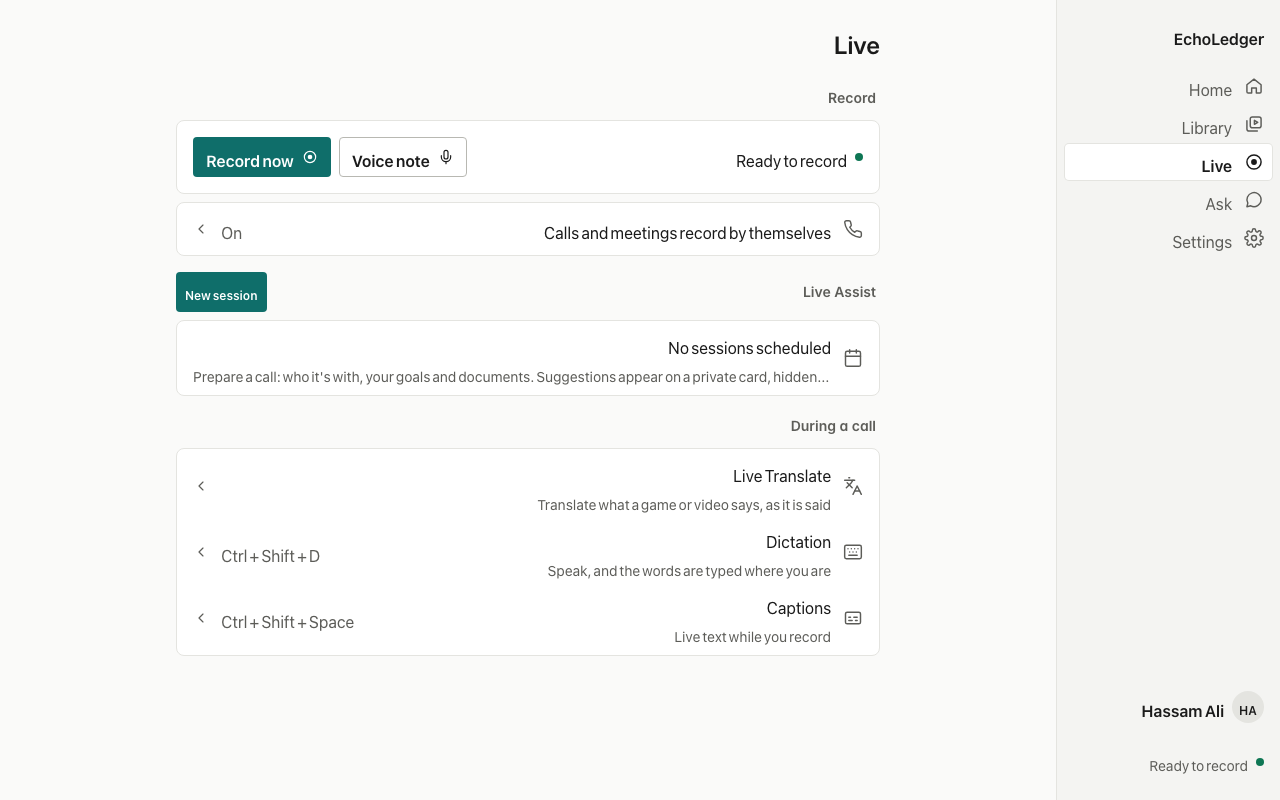 Live
Record
Record now
Voice note
Ready to record
Calls and meetings record by themselves
On
Live Assist
New session
No sessions scheduled
Prepare a call: who it's with, your goals and documents. Suggestions appear on a private card, hidden...
During a call
Live Translate
Translate what a game or video says, as it is said
Dictation
Speak, and the words are typed where you are
Ctrl+Shift+D
Captions
Live text while you record
Ctrl+Shift+Space
EchoLedger
Home
Library
Live
Ask
Settings
Hassam Ali
HA
Ready to record